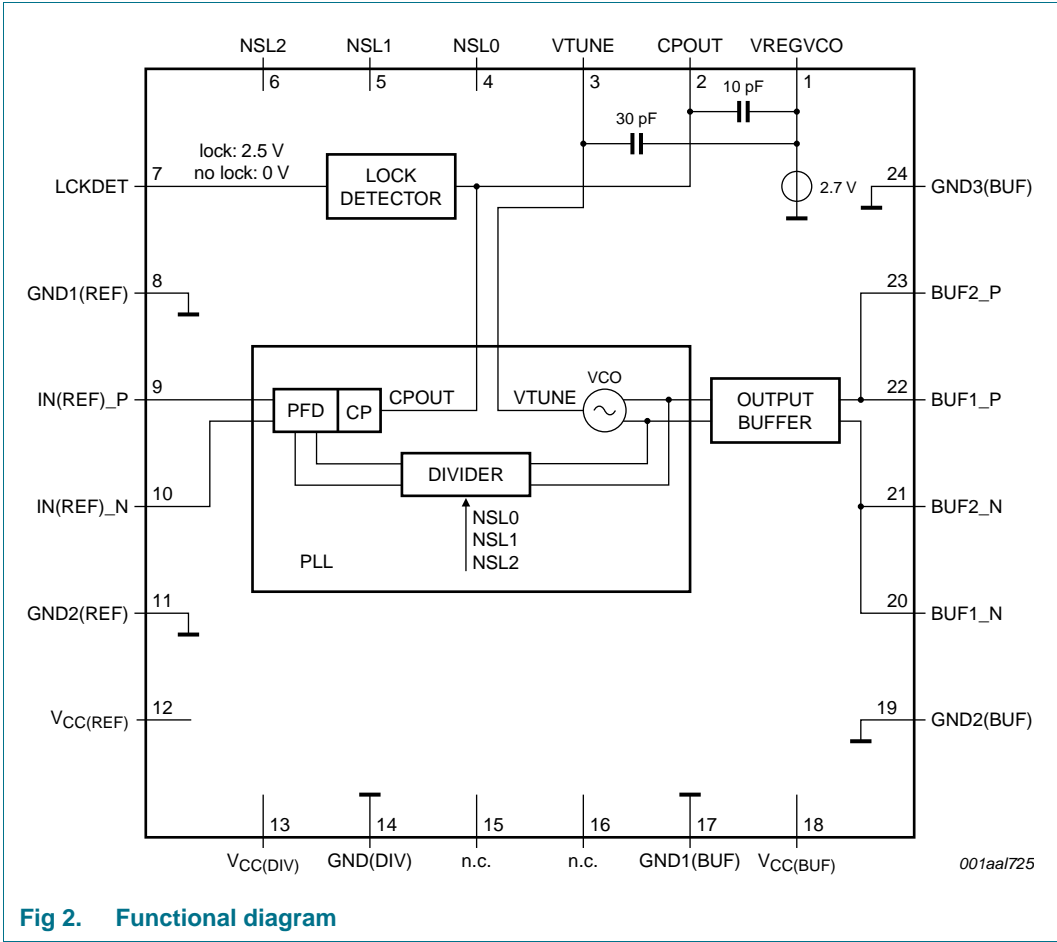 NSL2 NSL1 NSL0 VTUNE CPOUT VREGVCO
6 5 4 3 2 1
10 pF
30 pF
lock: 2.5 V
no lock: 0 V
LCKDET 7
LOCK
DETECTOR
2.7 V
24 GND3(BUF)
GND1(REF) 8
23 BUF2_P
IN(REF)_P 9
PFD CP CPOUT
VTUNE VCO
OUTPUT
BUFFER
22 BUF1_P
DIVIDER
IN(REF)_N 10
21 BUF2_N
NSL0
NSL1
NSL2
PLL
GND2(REF) 11
20 BUF1_N
VCC(REF) 12
19 GND2(BUF)
13 14 15 16 17 18
VCC(DIV) GND(DIV) n.c. n.c. GND1(BUF) VCC(BUF)
001aal725
Fig 2. Functional diagram